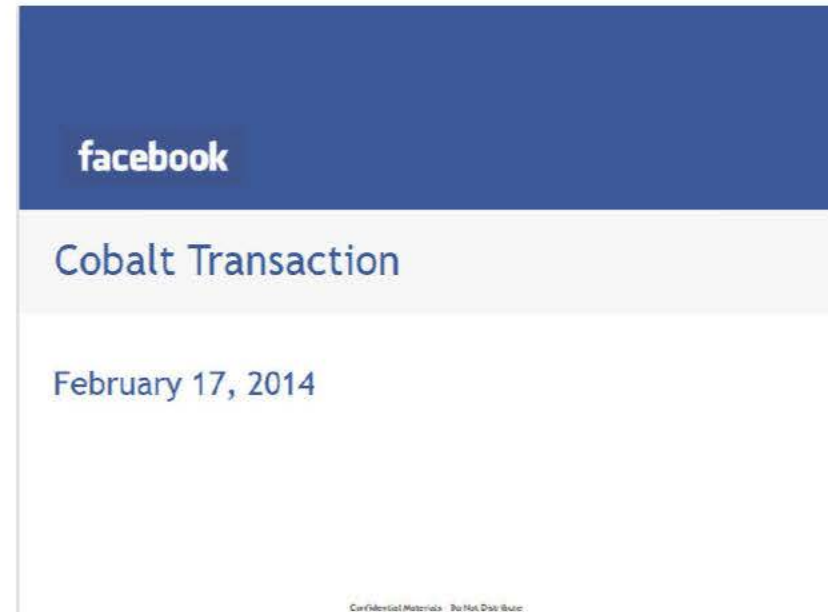 facebook
Cobalt Transaction
February 17, 2014
Confidential Materials - Do Not Distribute